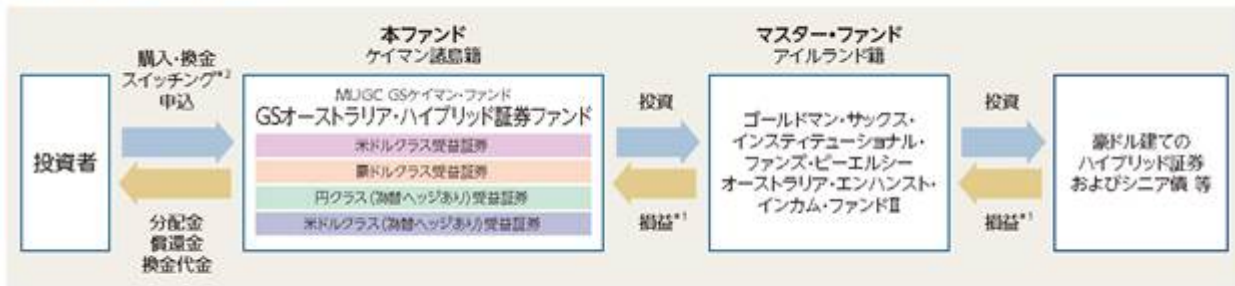 投資者
購入・換金
スイッチング*2
申込
分配金
償還金
換金代金
本ファンド
ケイマン諸島籍
MUGC GSケイマン・ファンド
GSオーストラリア・ハイブリッド証券ファンド
米ドルクラス受益証券
豪ドルクラス受益証券
円クラス（為替ヘッジあり）受益証券
米ドルクラス（為替ヘッジあり）受益証券
投資
損益*1
マスター・ファンド
アイルランド籍
ゴールドマン・サックス・
インスティテューショナル・
ファンズ・ピーエルシー
オーストラリア・エンハンスト・
インカム・ファンドⅡ
投資
損益*1
豪ドル建ての
ハイブリッド証券
およびシニア債 等